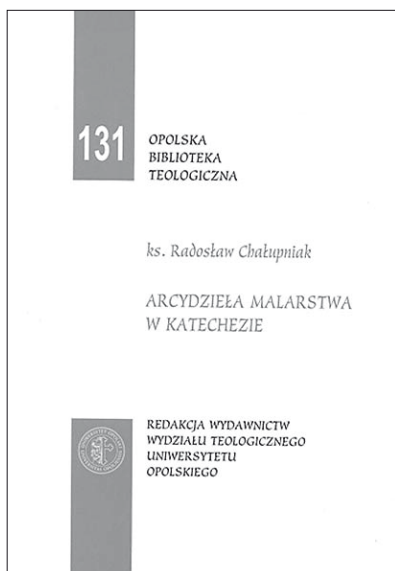 131
OPOLSKA
BIBLIOTEKA
TEOLOGICZNA
ks. Radosław Chałupniak
ARCYDZIEŁA MALARSTWA
W KATECHEZIE
REDAKCJA WYDAWNICTW
WYDZIAŁU TEOLOGICZNEGO
UNIWERSYTETU
OPOLSKIEGO